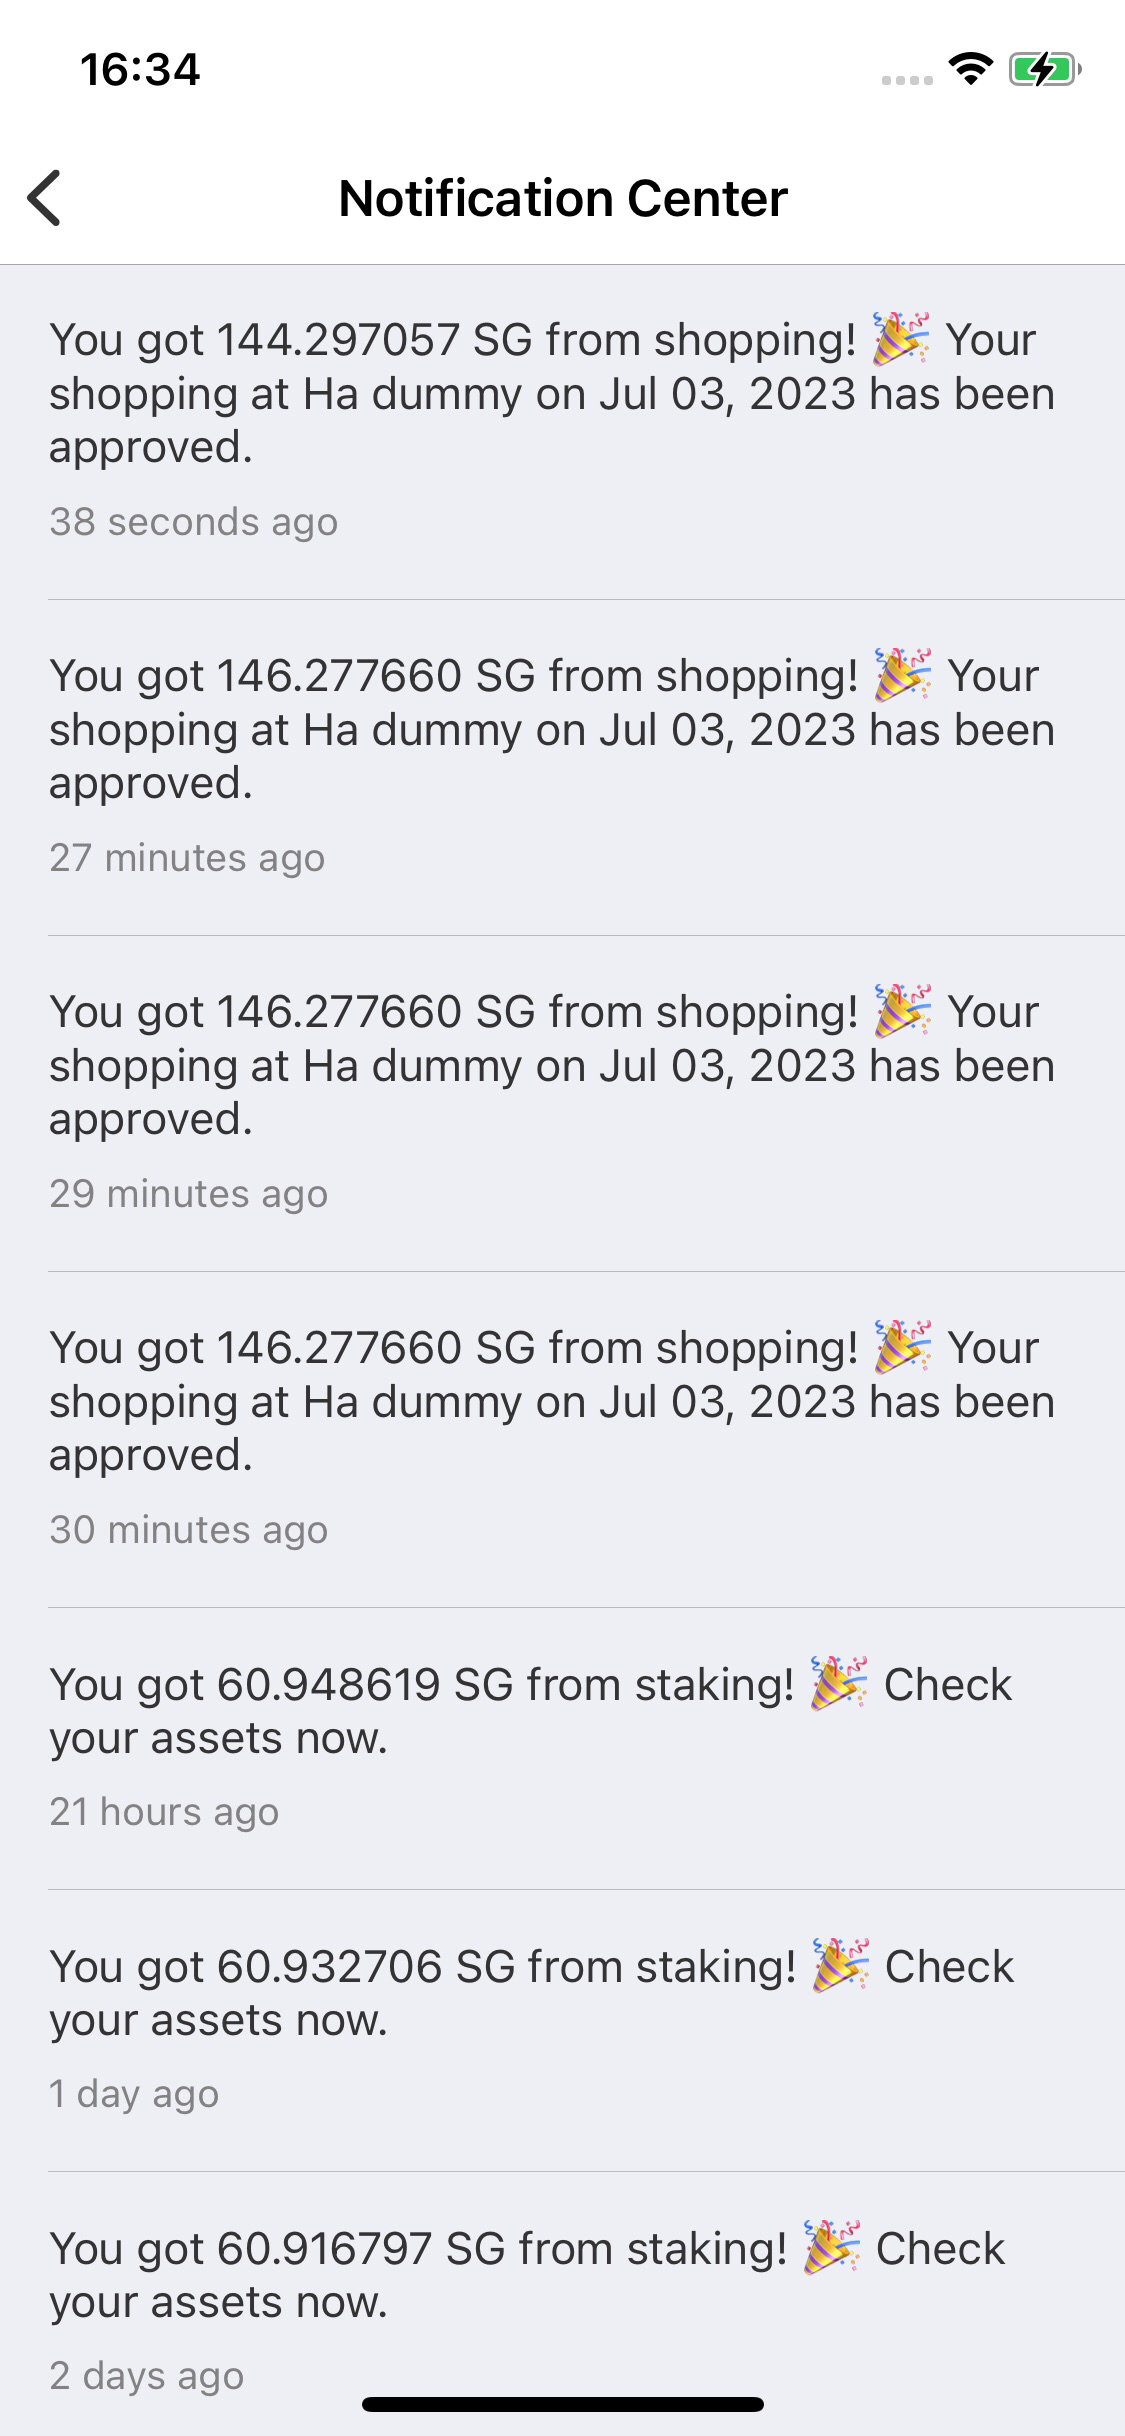 16:34
Notification Center
You got 144.297057 SG from shopping! 🎉 Your
shopping at Ha dummy on Jul 03, 2023 has been
approved.
38 seconds ago
You got 146.277660 SG from shopping! 🎉 Your
shopping at Ha dummy on Jul 03, 2023 has been
approved.
27 minutes ago
You got 146.277660 SG from shopping! 🎉 Your
shopping at Ha dummy on Jul 03, 2023 has been
approved.
29 minutes ago
You got 146.277660 SG from shopping! 🎉 Your
shopping at Ha dummy on Jul 03, 2023 has been
approved.
30 minutes ago
You got 60.948619 SG from staking! 🎉 Check
your assets now.
21 hours ago
You got 60.932706 SG from staking! 🎉 Check
your assets now.
1 day ago
You got 60.916797 SG from staking! 🎉 Check
your assets now.
2 days ago